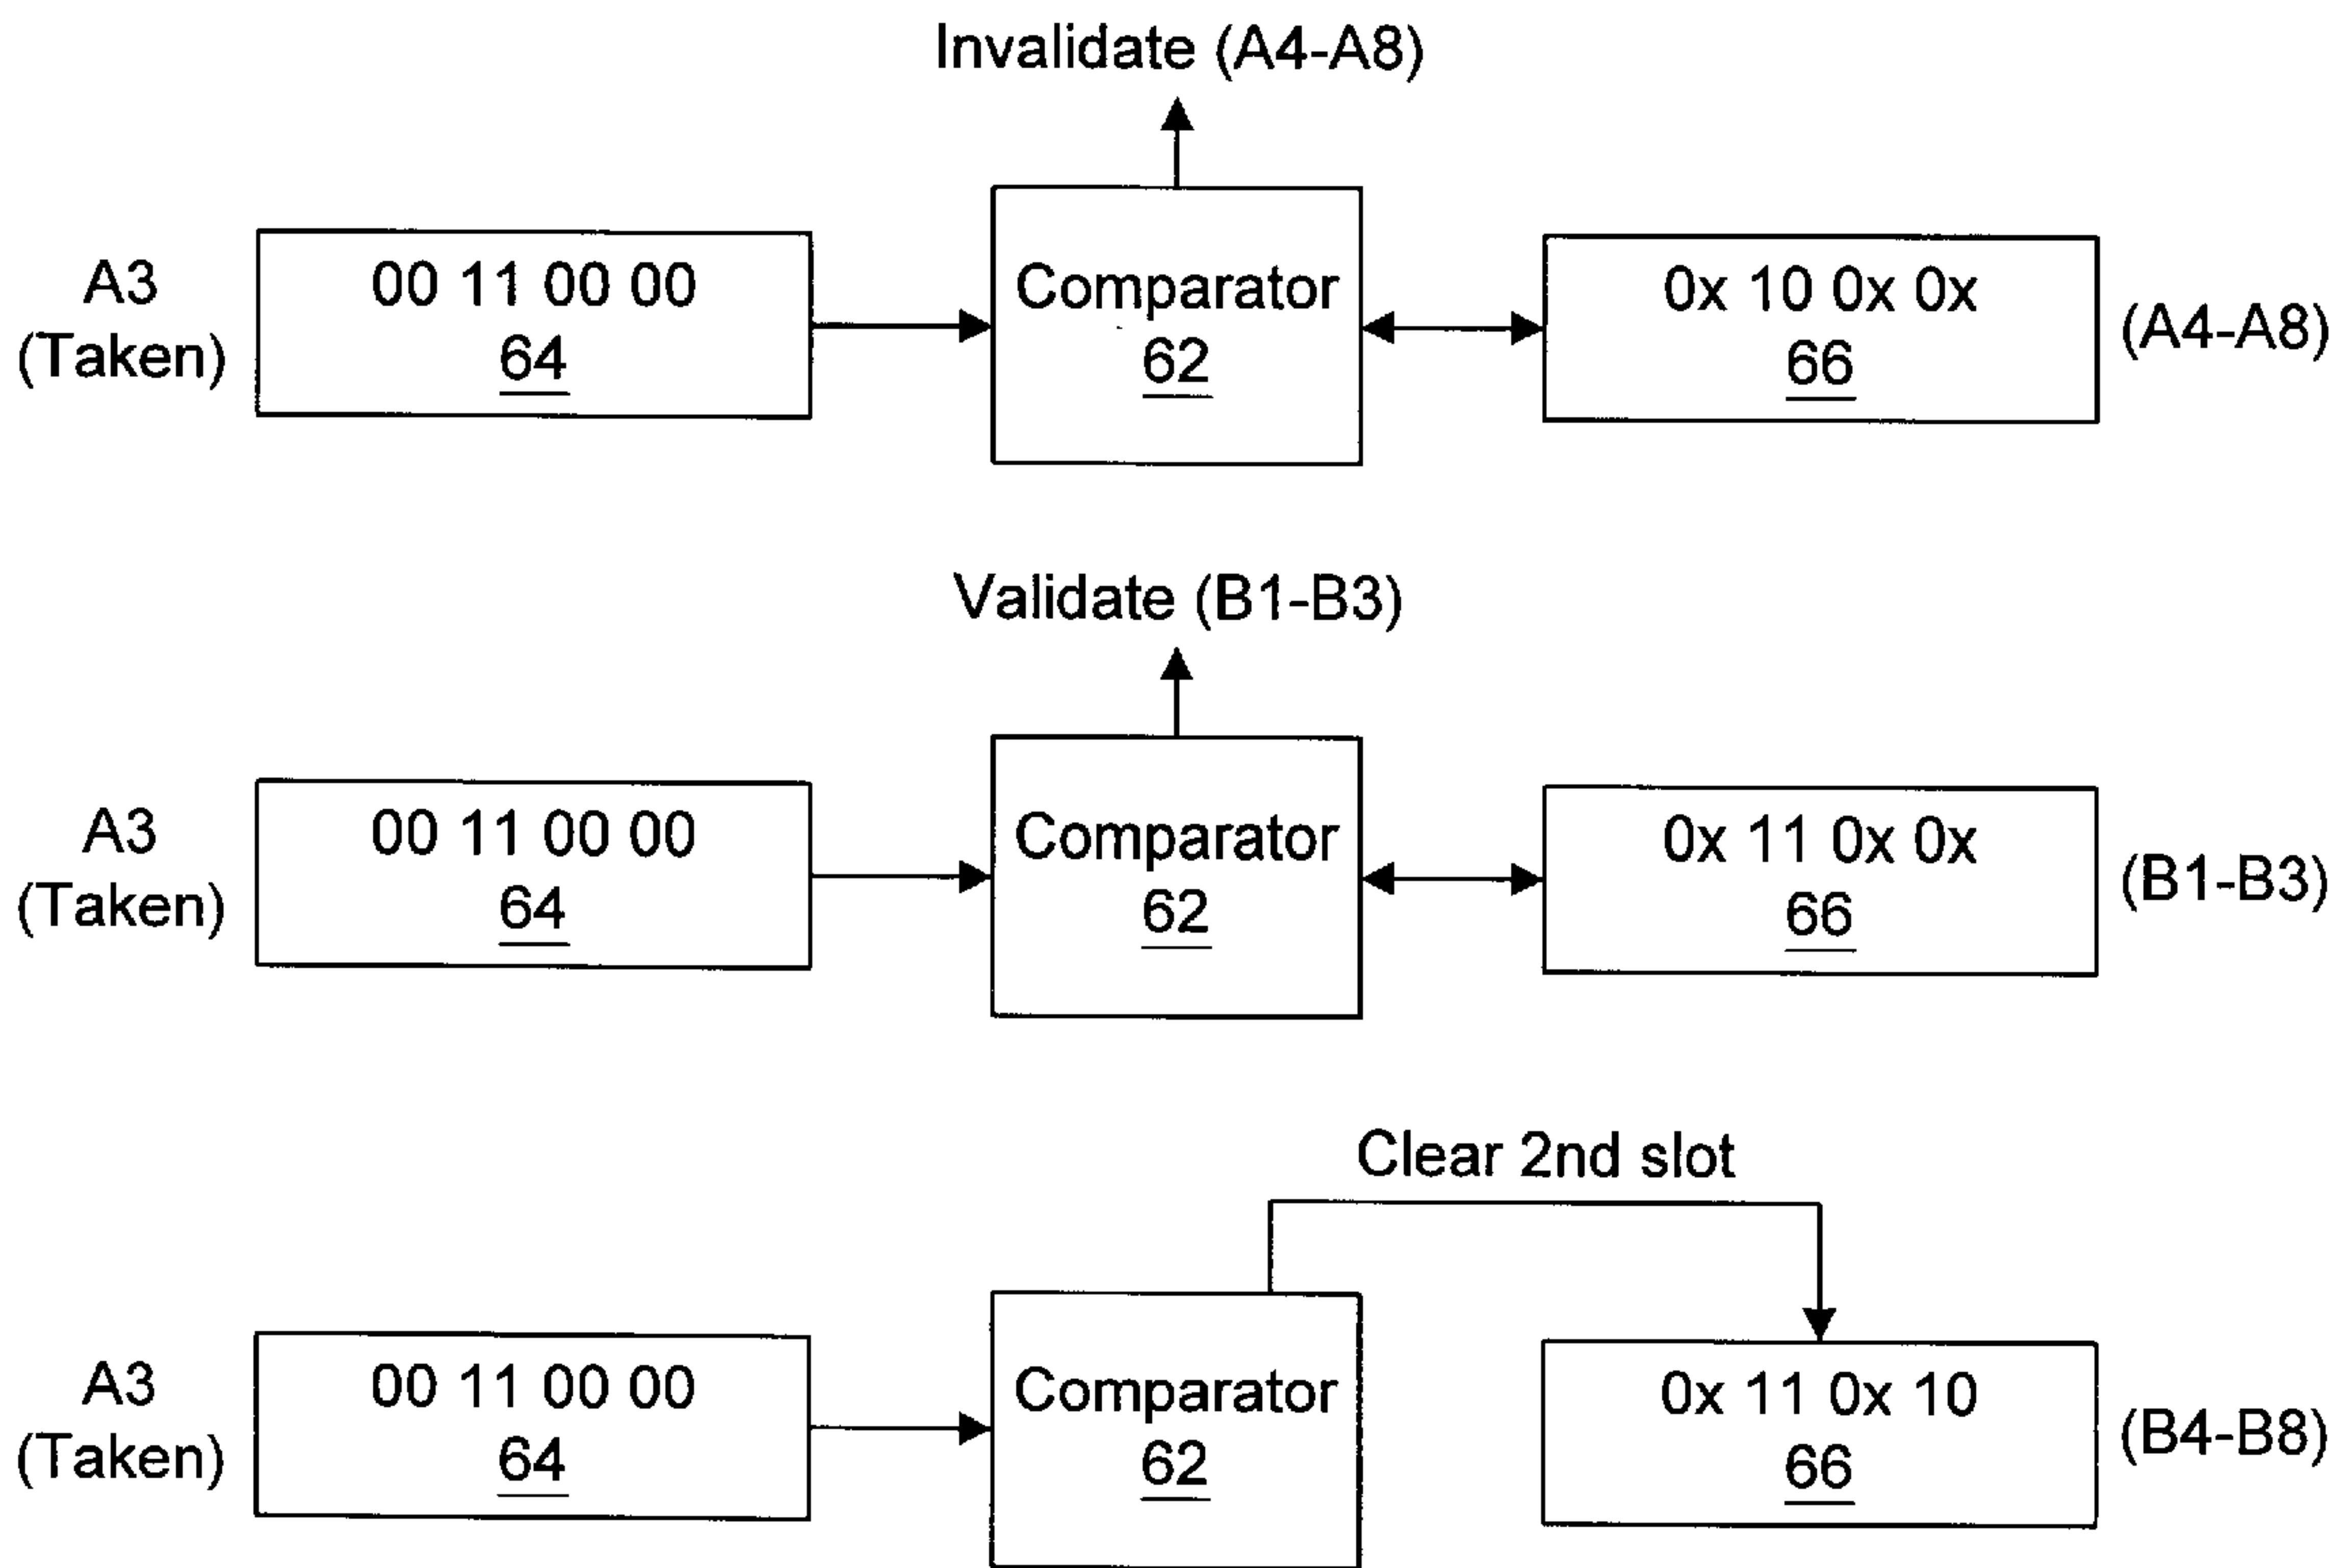 Invalidate (A4-A8)
A3
(Taken)
00 11 00 00
64
Comparator
62
0x 10 0x 0x
66
(A4-A8)
Validate (B1-B3)
A3
(Taken)
00 11 00 00
64
Comparator
62
0x 11 0x 0x
66
(B1-B3)
Clear 2nd slot
A3
(Taken)
00 11 00 00
64
Comparator
62
0x 11 0x 10
66
(B4-B8)